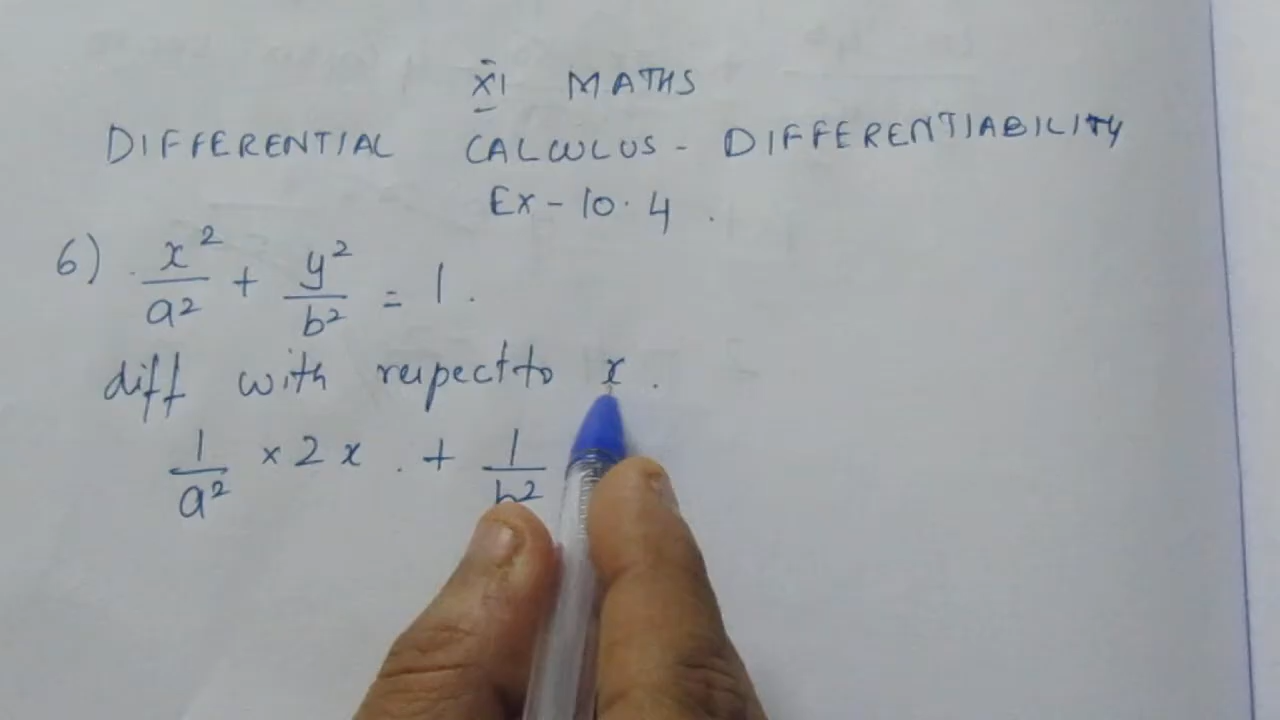 XI MATHS
DIFFERENTIAL CALCULUS - DIFFERENTIABILITY
Ex - 10.4.
6) x²/a² + y²/b² = 1.
diff with respect to x.
1/a² × 2x . + 1/b²